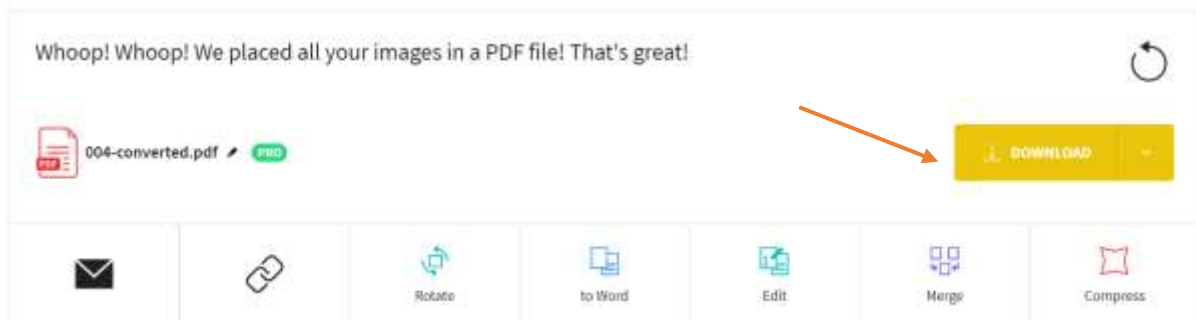 Whoop! Whoop! We placed all your images in a PDF file! That's great!
PDF
004-converted.pdf PRO
DOWNLOAD
Rotate
to Word
Edit
Merge
Compress